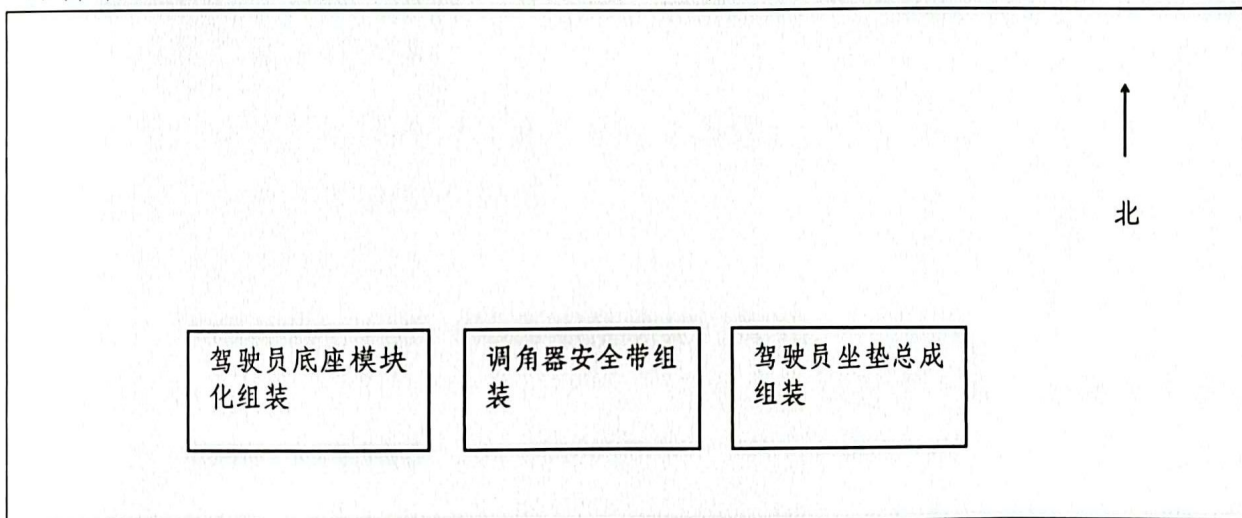 北
驾驶员底座模块
化组装
调角器安全带组
装
驾驶员坐垫总成
组装